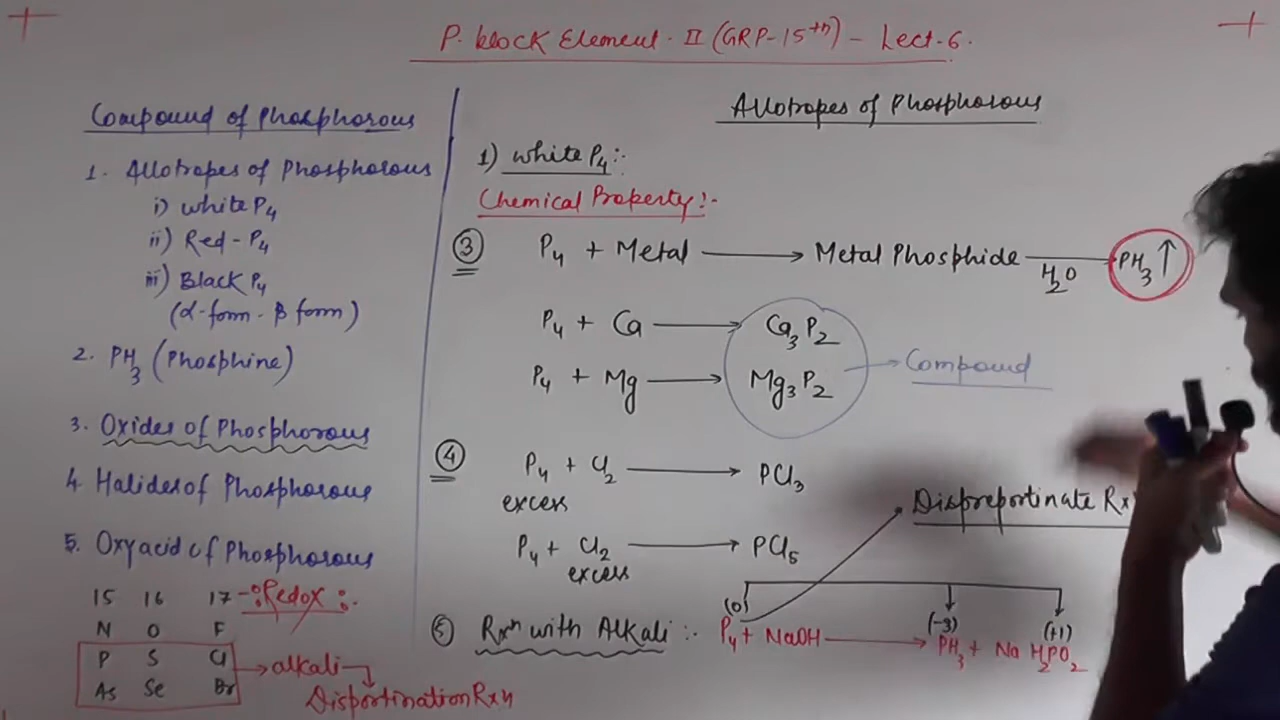 P. block Element. II (GRP-15th) - Lect.6.
Compound of Phosphorous
1. Allotropes of Phosphorous
i) white P4
ii) Red - P4
iii) Black P4
(α-form - β form)
2. PH3 (Phosphine)
3. Oxides of Phosphorous
4. Halides of Phosphorous
5. Oxyacid of Phosphorous
15 16 17 -: Redox :-
N O F
P S Cl → alkali
As Se Br
Disportination Rxn
Allotropes of Phosphorous
1) white P4:-
Chemical Property:-
3 P4 + Metal → Metal Phosphide → PH3 ↑
H2O
P4 + Ca → Ca3P2
P4 + Mg → Mg3P2
Compound
4 P4 + Cl2 → PCl3
excess
P4 + Cl2 → PCl5
excess
Dispreportinate Rx
(0) (-3) (+1)
5 Rxn with Alkali :- P4 + NaOH → PH3 + Na H2PO2